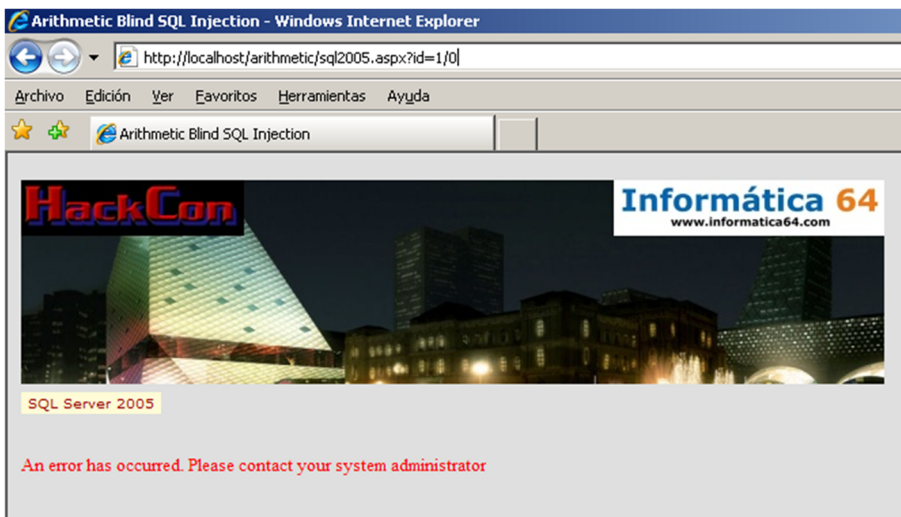 Arithmetic Blind SQL Injection - Windows Internet Explorer
http://localhost/arithmetic/sql2005.aspx?id=1/0
Archivo Edición Ver Favoritos Herramientas Ayuda
Arithmetic Blind SQL Injection
HackCon
Informática 64
www.informatica64.com
SQL Server 2005
An error has occurred. Please contact your system administrator